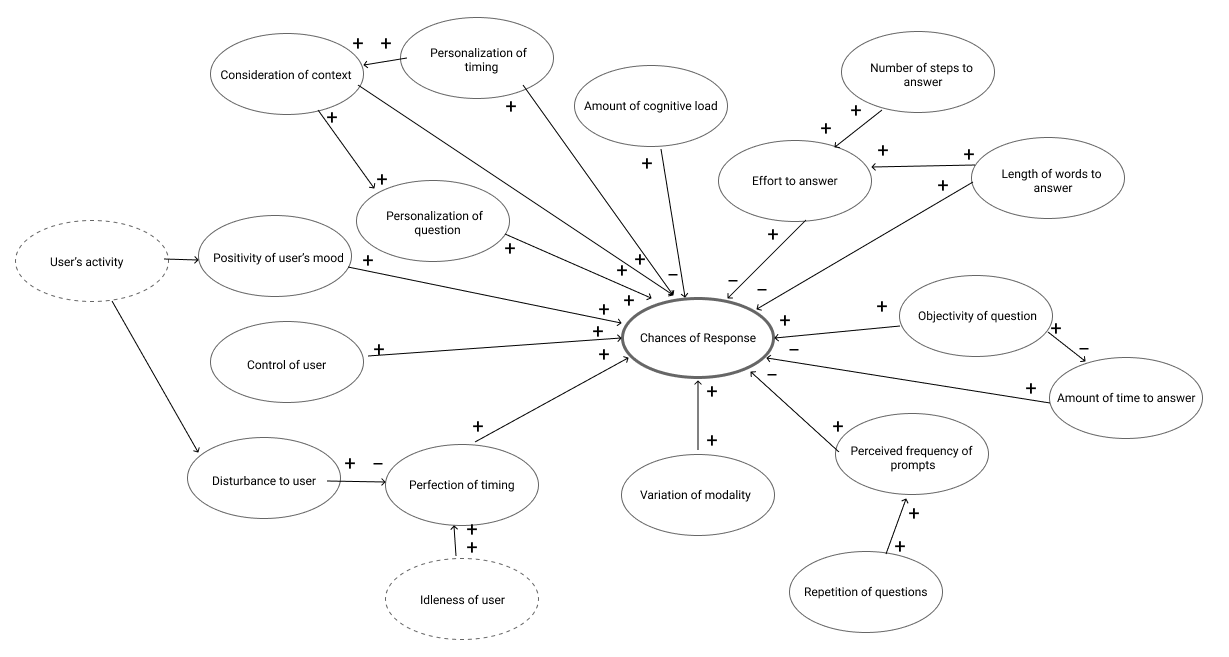 Personalization of
timing
Consideration of context
Number of steps to
answer
Amount of cognitive load
Effort to answer
Length of words to
answer
Personalization of
question
User's activity
Positivity of user's mood
Objectivity of question
Chances of Response
Control of user
Amount of time to answer
Perceived frequency of
prompts
Disturbance to user
Perfection of timing
Variation of modality
Repetition of questions
Idleness of user